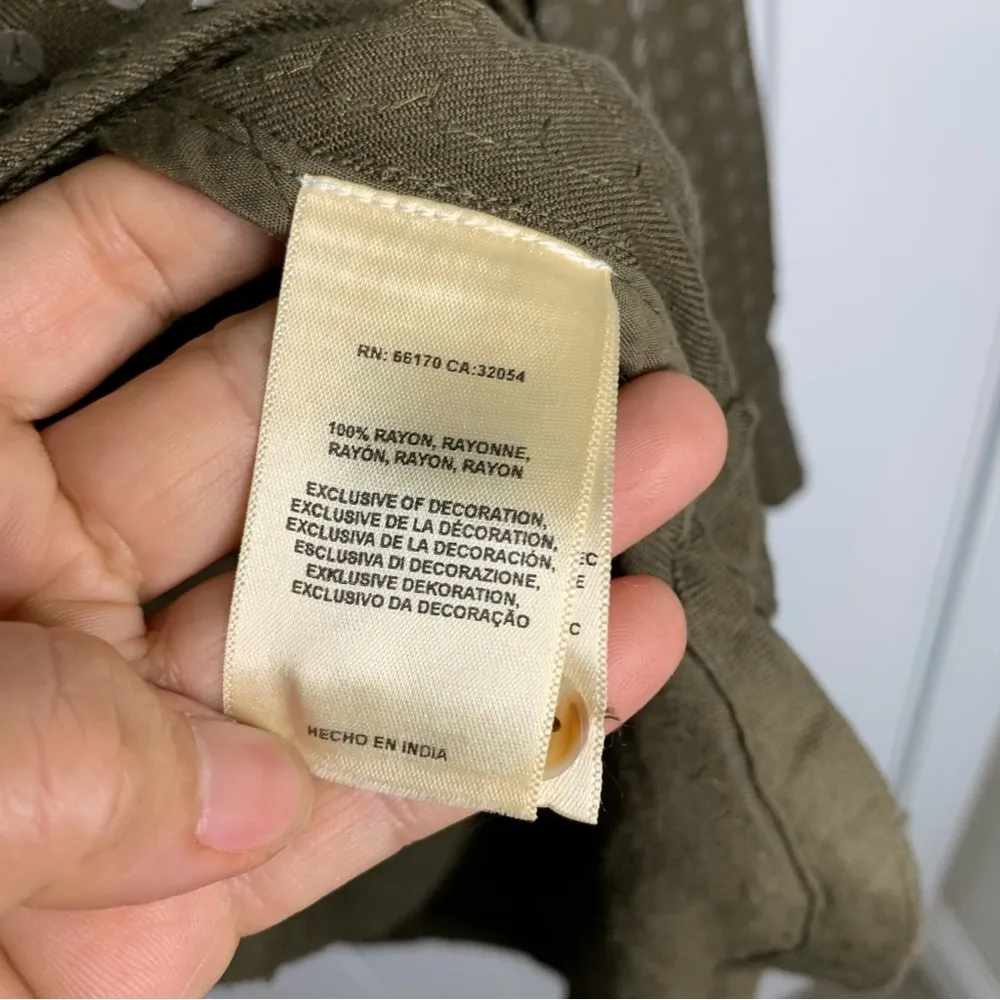 RN: 66170 CA:32054
100% RAYON, RAYONNE,
RAYÓN, RAYON, RAYON
EXCLUSIVE OF DECORATION,
EXCLUSIVE DE LA DÉCORATION,
EXCLUSIVA DE LA DECORACIÓN,
ESCLUSIVA DI DECORAZIONE,
EXKLUSIVE DEKORATION,
EXCLUSIVO DA DECORAÇÃO
HECHO EN INDIA